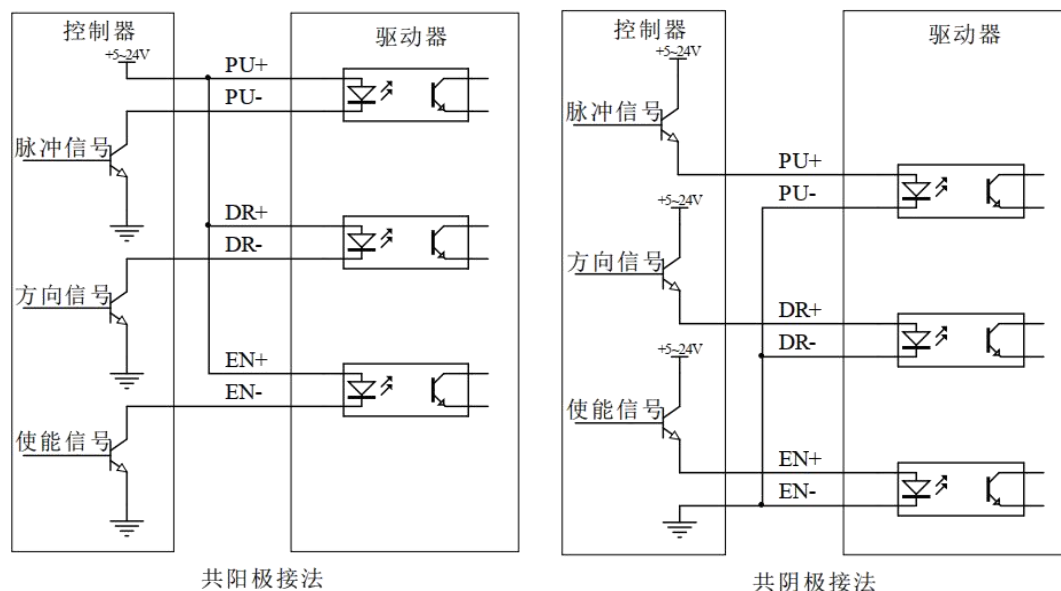 控制器
驱动器
+5~24V
PU+
PU-
脉冲信号
DR+
DR-
方向信号
EN+
EN-
使能信号
共阳极接法
控制器
驱动器
+5~24V
脉冲信号
PU+
PU-
+5~24V
方向信号
DR+
DR-
+5~24V
使能信号
EN+
EN-
共阴极接法